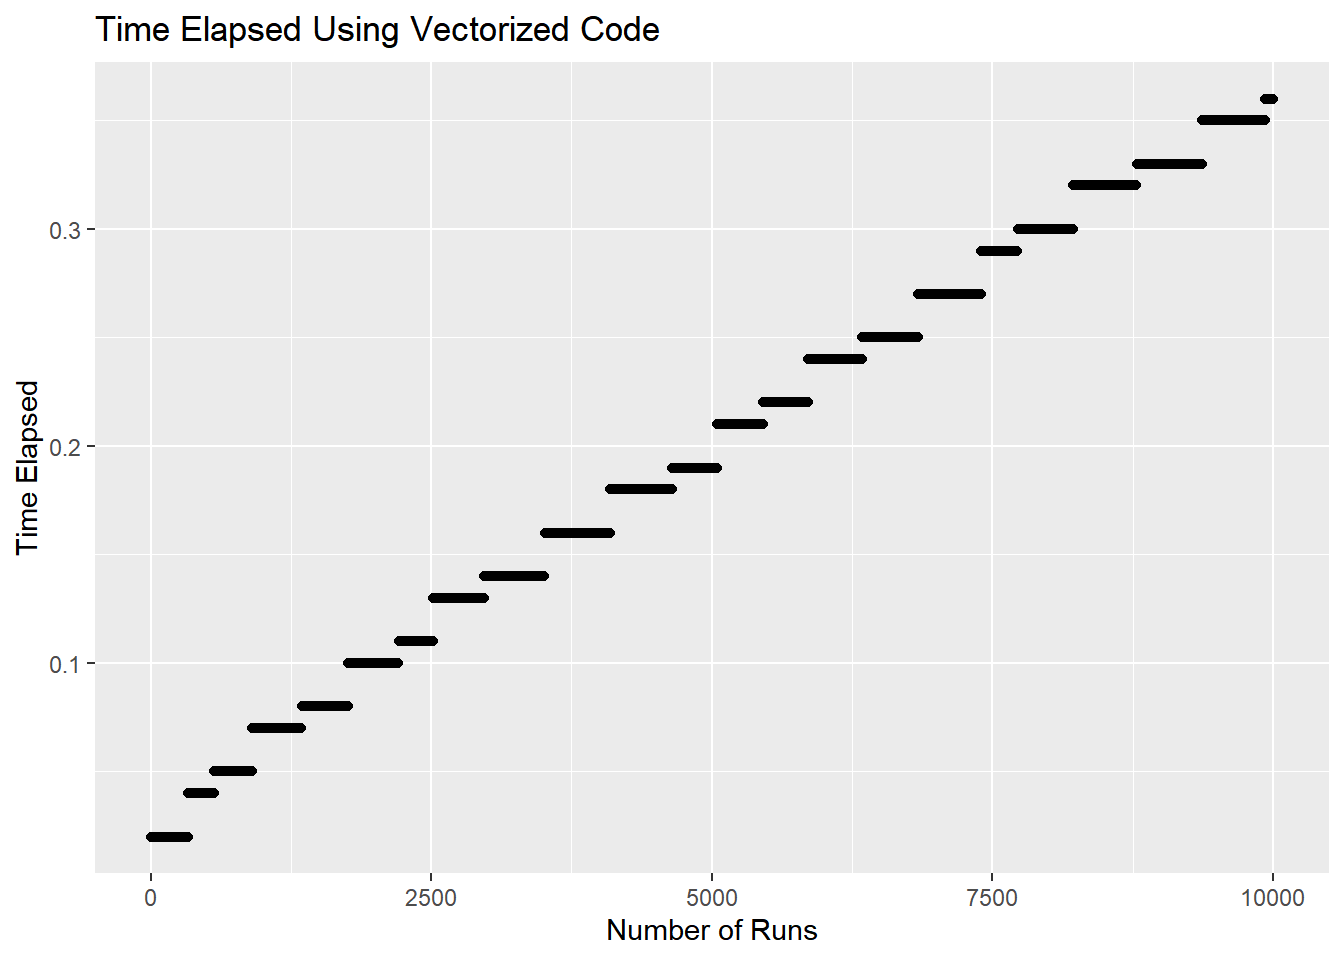 Time Elapsed Using Vectorized Code
Time Elapsed
0.3
0.2
0.1
0
2500
5000
7500
10000
Number of Runs